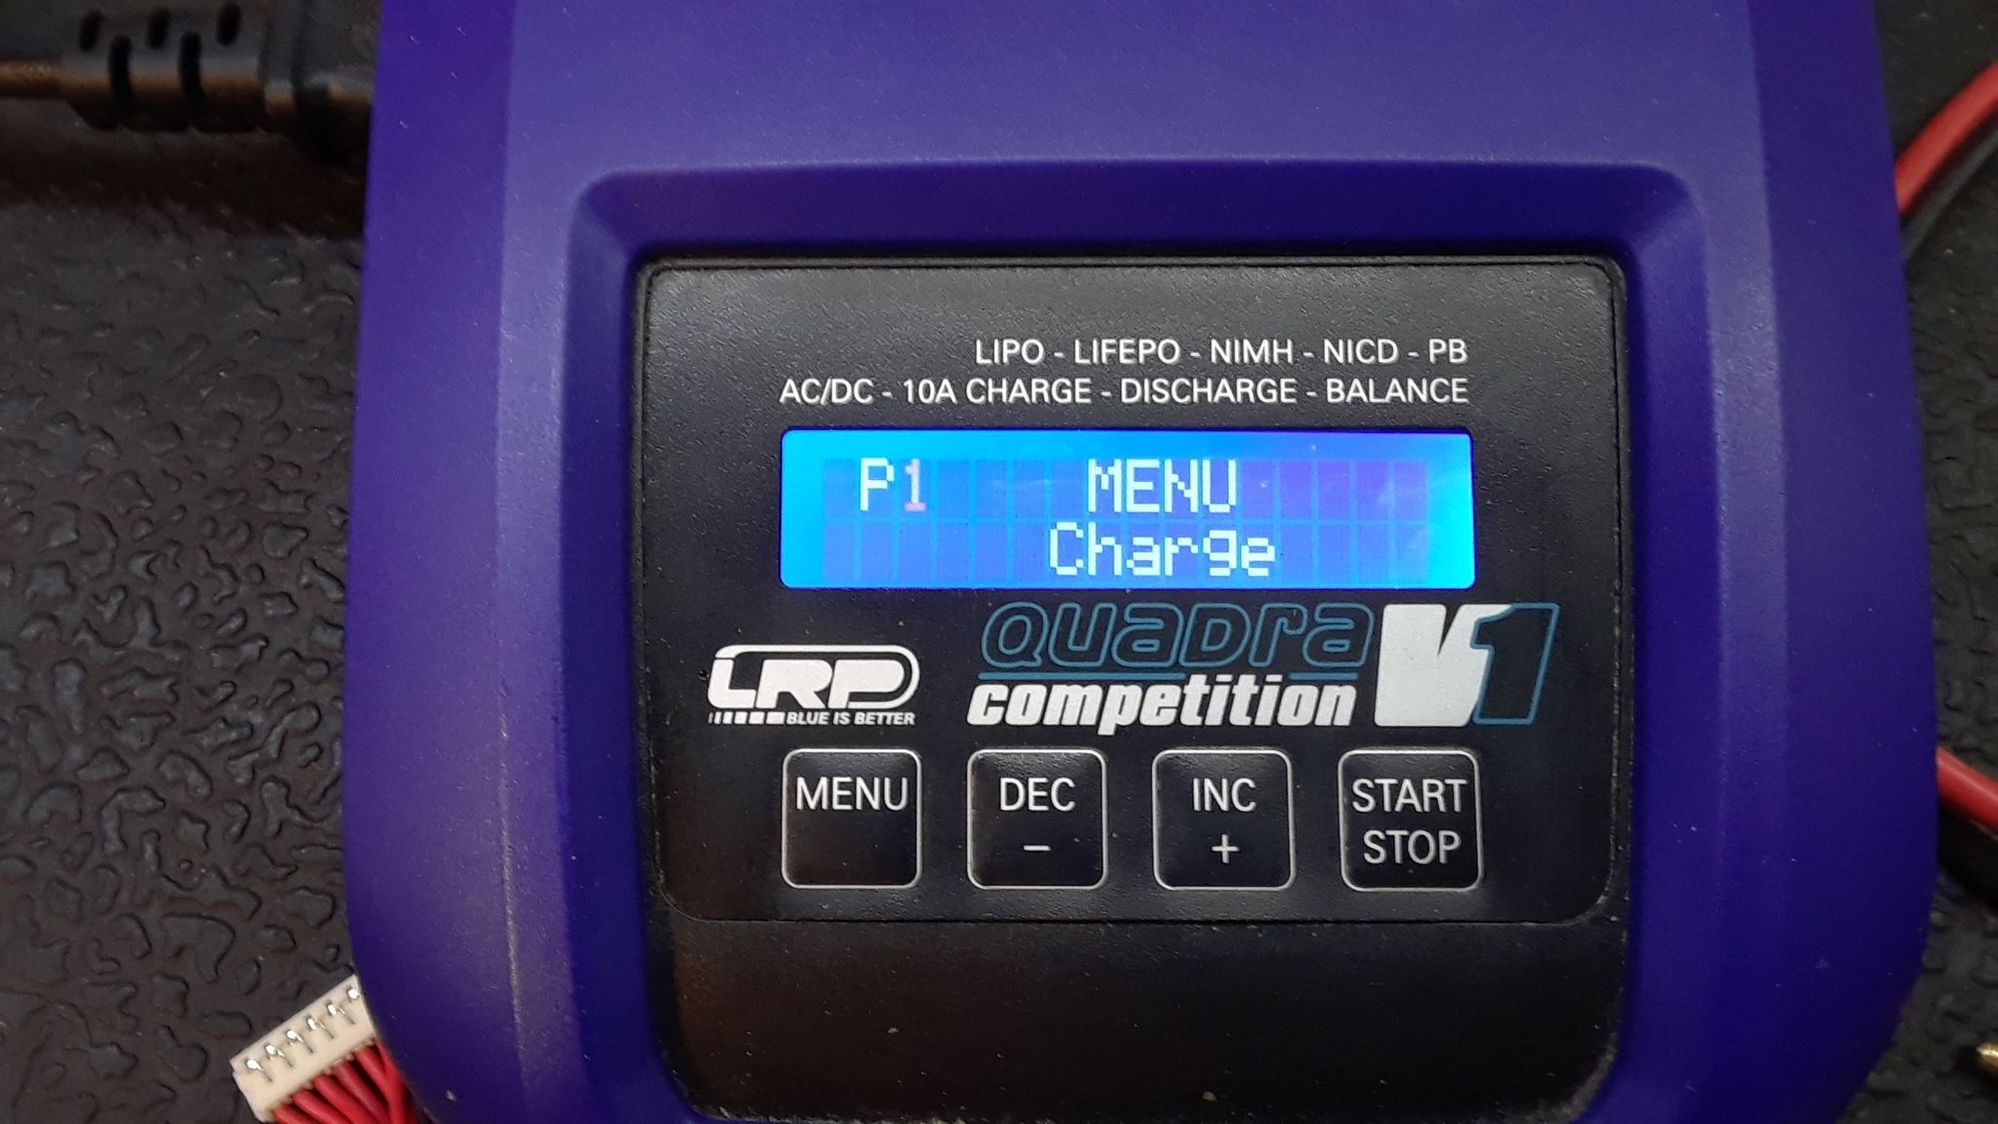 LIPO - LIFEPO - NIMH - NICD - PB
AC/DC - 10A CHARGE - DISCHARGE - BALANCE
P1 MENU
Charge
QUADRA V1
competition
LRP
BLUE IS BETTER
MENU
DEC
–
INC
+
START
STOP